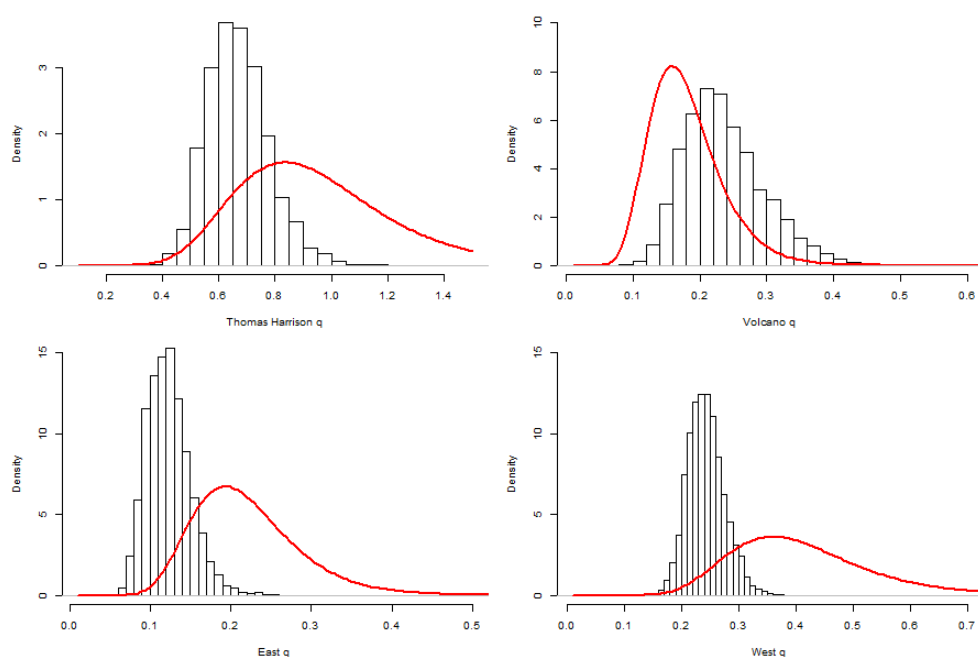 Density
0 1 2 3
0.2 0.4 0.6 0.8 1.0 1.2 1.4
Thomas Harrison q
Density
0 2 4 6 8 10
0.0 0.1 0.2 0.3 0.4 0.5 0.6
Volcano q
Density
0 5 10 15
0.0 0.1 0.2 0.3 0.4 0.5
East q
Density
0 5 10 15
0.0 0.1 0.2 0.3 0.4 0.5 0.6 0.7
West q